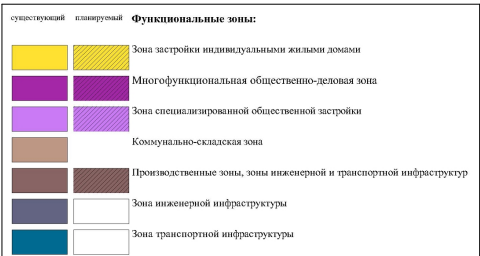 существующий планируемый Функциональные зоны:
Зона застройки индивидуальными жилыми домами
Многофункциональная общественно-деловая зона
Зона специализированной общественной застройки
Коммунально-складская зона
Производственные зоны, зоны инженерной и транспортной инфраструктур
Зона инженерной инфраструктуры
Зона транспортной инфраструктуры